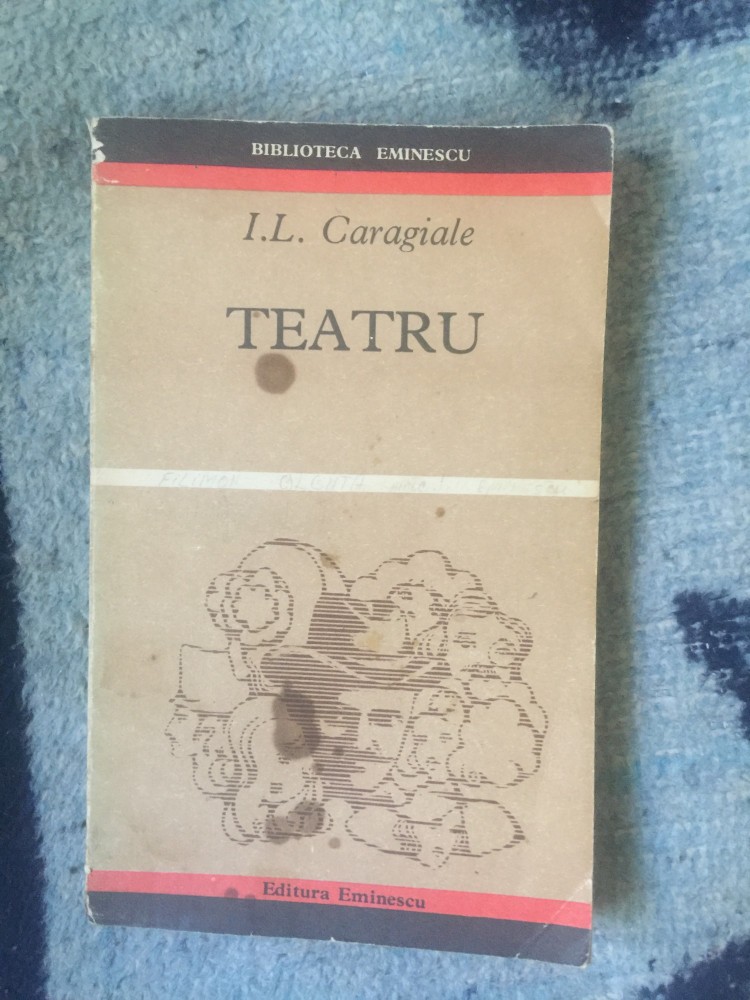 BIBLIOTECA EMINESCU
I.L. Caragiale
TEATRU
Editura Eminescu